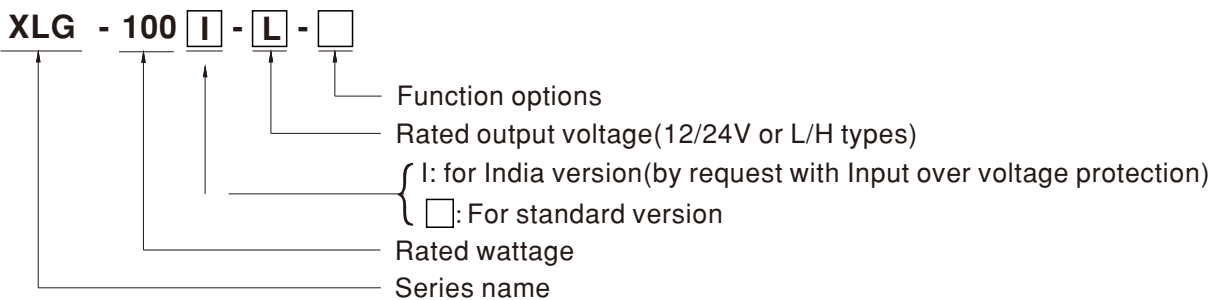 XLG - 100 I - L - □
Function options
Rated output voltage(12/24V or L/H types)
I: for India version(by request with Input over voltage protection)
□: For standard version
Rated wattage
Series name